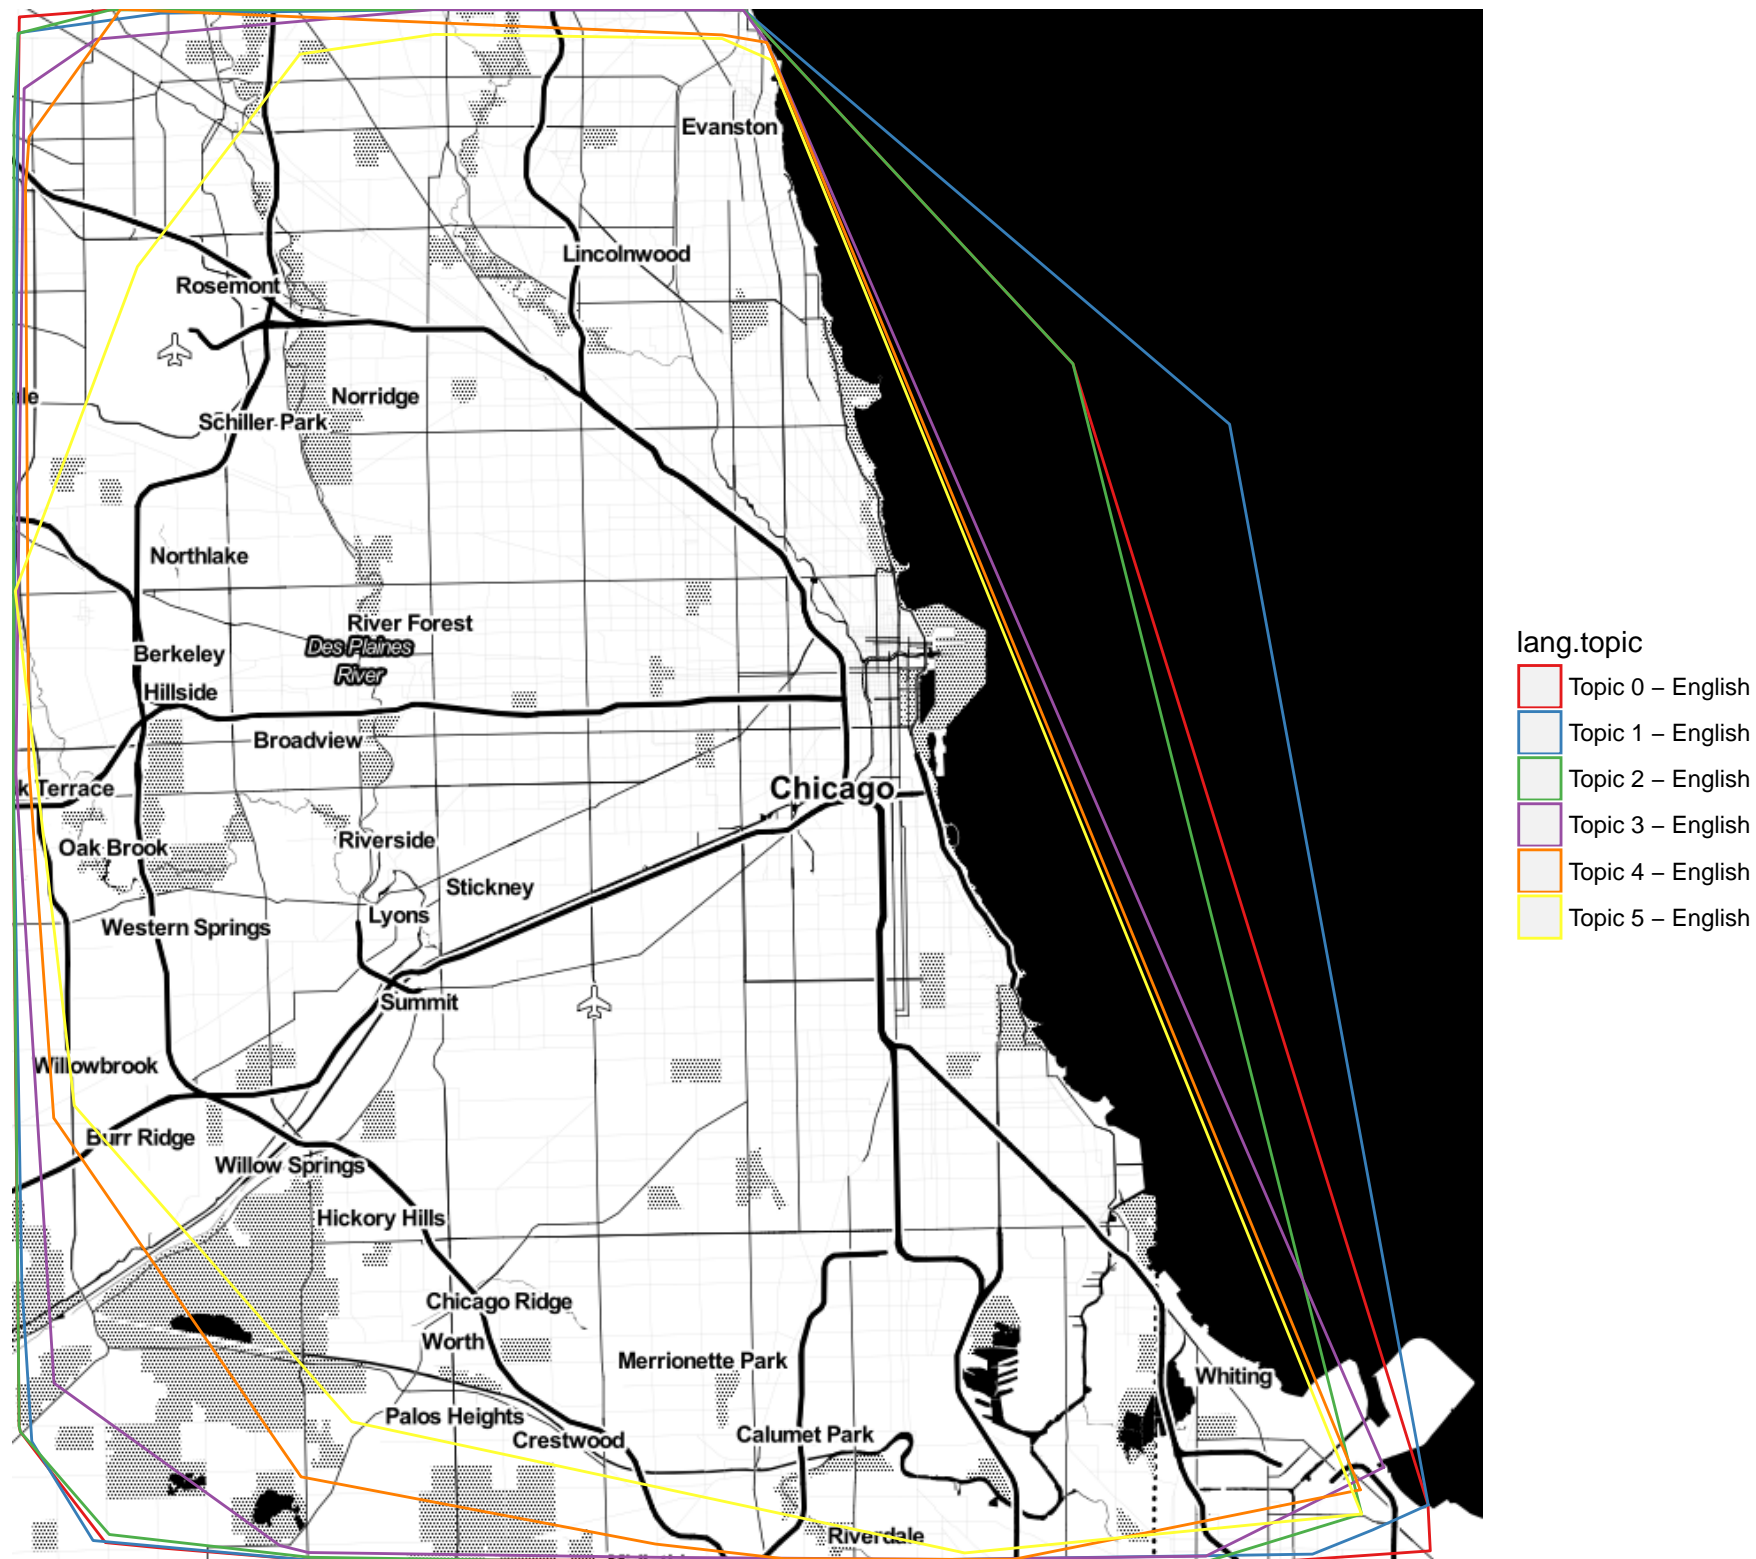 Evanston
Lincolnwood
Rosemont
le
Norridge
Schiller Park
Northlake
River Forest
Des Plaines
River
Berkeley
Hillside
Broadview
k Terrace
Chicago
Riverside
Oak Brook
Stickney
Lyons
Western Springs
Summit
Willowbrook
Burr Ridge
Willow Springs
Hickory Hills
Chicago Ridge
Worth
Merrionette Park
Whiting
Palos Heights
Crestwood
Calumet Park
Riverdale
lang.topic
Topic 0 – English
Topic 1 – English
Topic 2 – English
Topic 3 – English
Topic 4 – English
Topic 5 – English